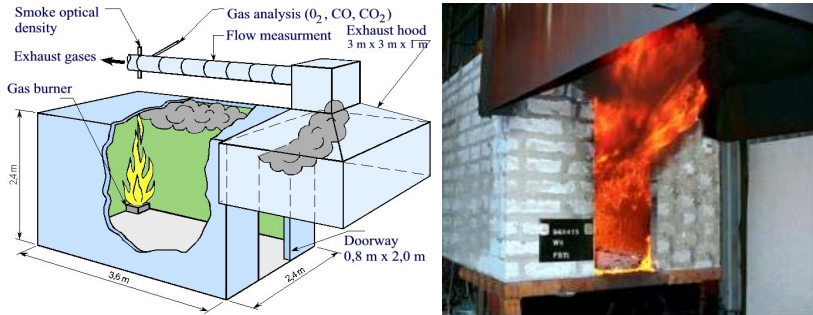 Smoke optical
density
Gas analysis (0₂, CO, CO₂)
Flow measurment
Exhaust hood
3 m x 3 m x 1 m
Exhaust gases
Gas burner
2,4 m
3,6 m
2,4 m
Doorway
0,8 m x 2,0 m